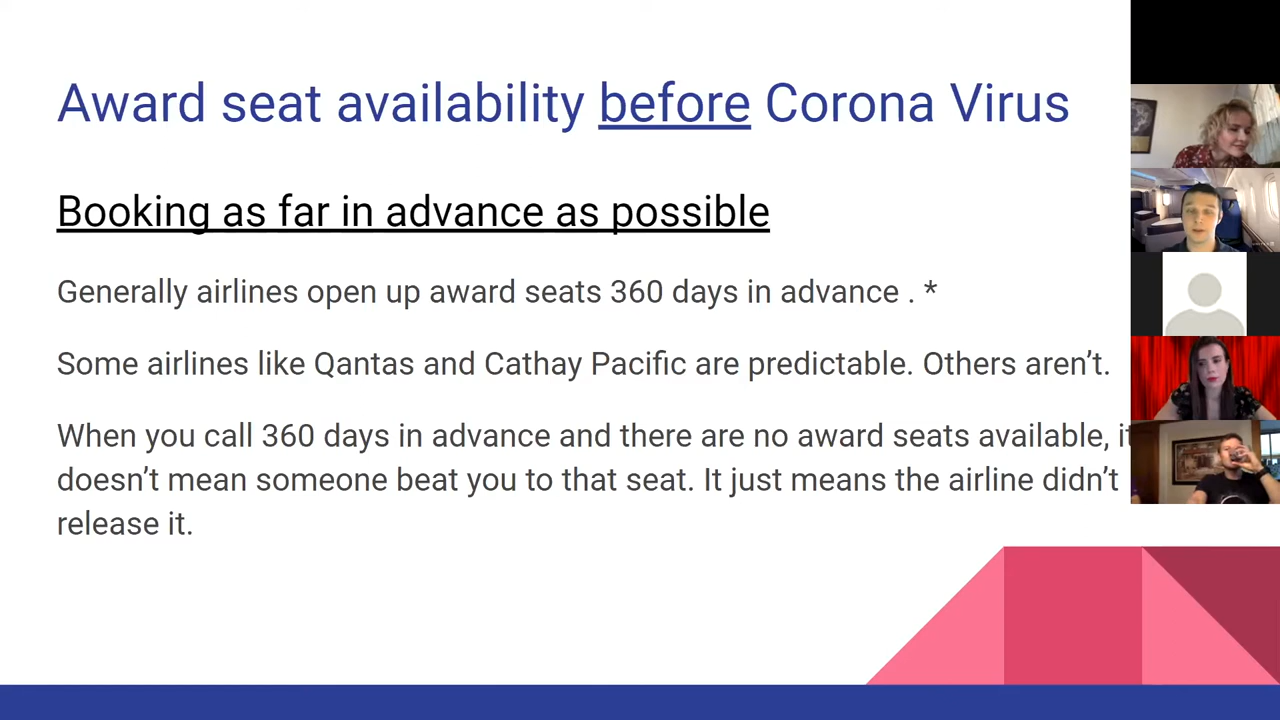 Award seat availability before Corona Virus
Booking as far in advance as possible
Generally airlines open up award seats 360 days in advance . *
Some airlines like Qantas and Cathay Pacific are predictable. Others aren’t.
When you call 360 days in advance and there are no award seats available, it
doesn’t mean someone beat you to that seat. It just means the airline didn’t
release it.